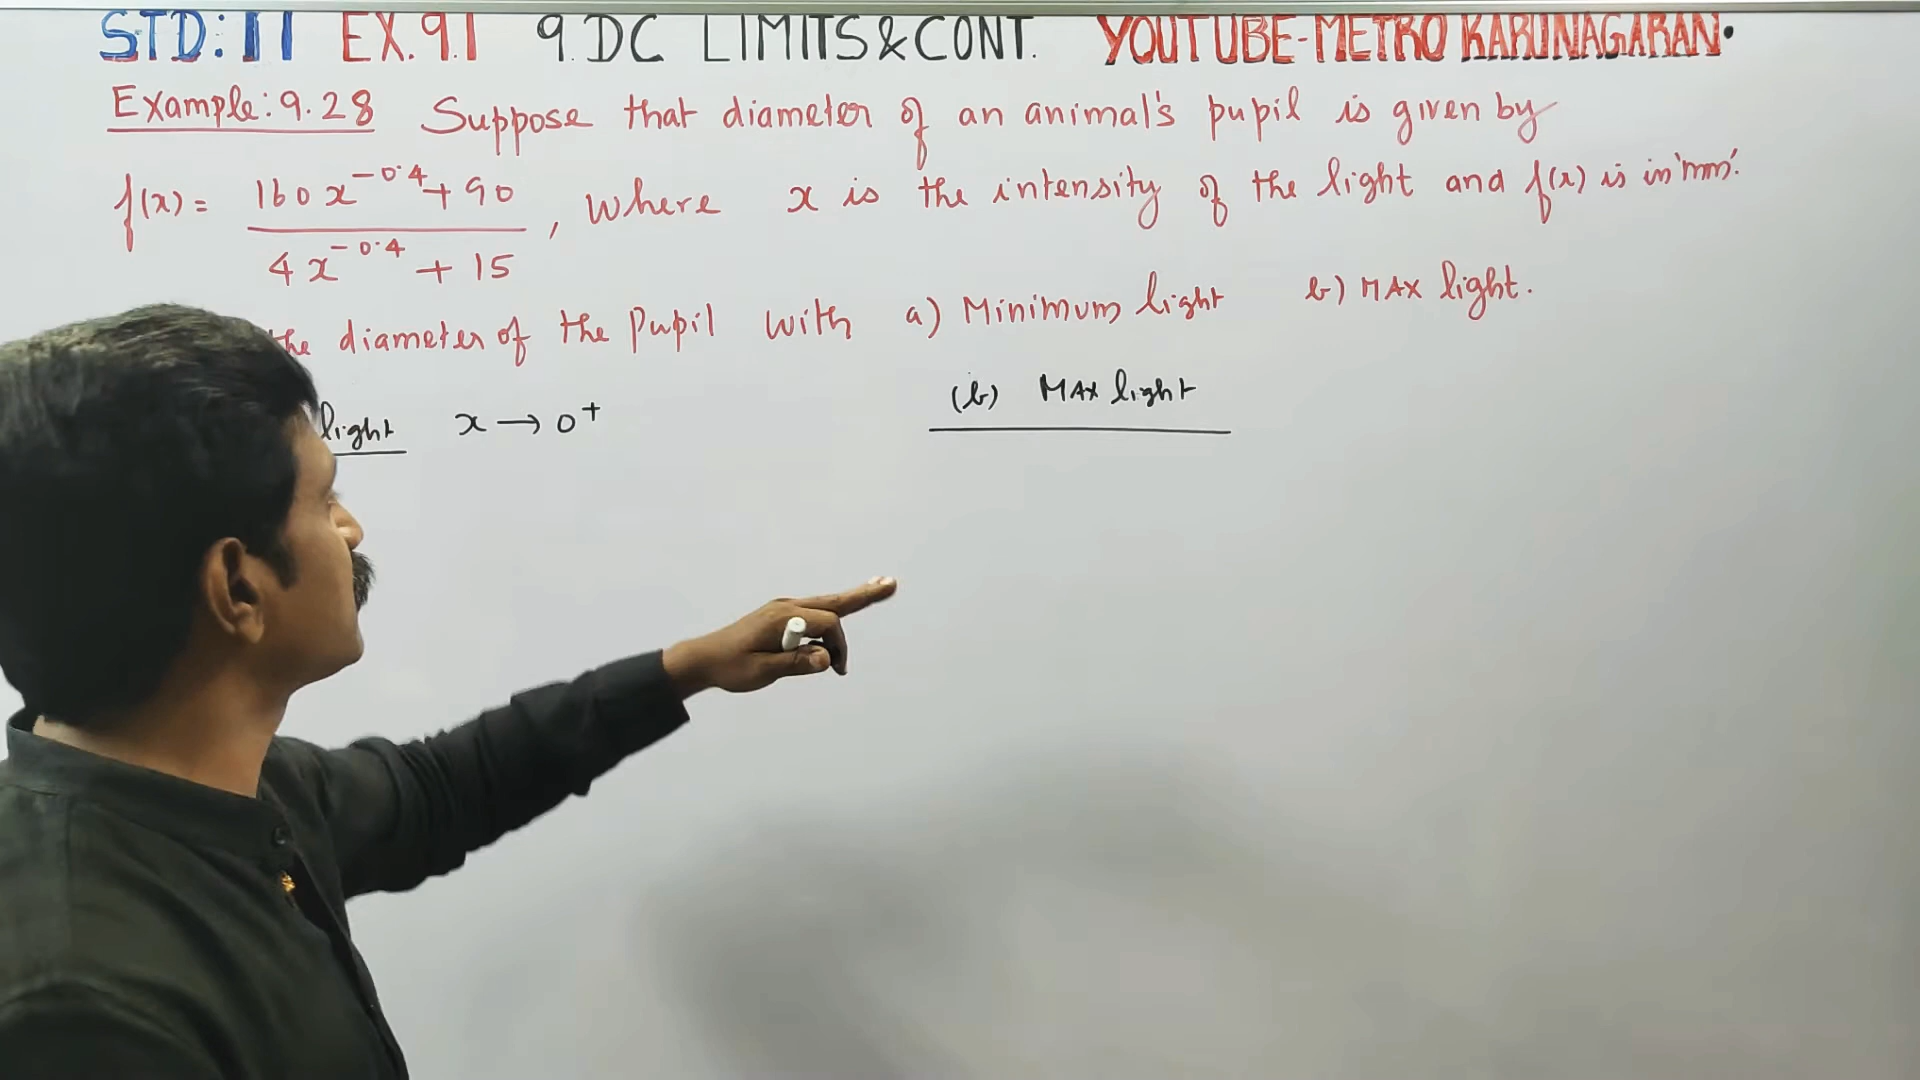 STD:11 EX.9.1 9.DC LIMITS&CONT. YOUTUBE-METRO KARUNAGARAN.
Example:9.28 Suppose that diameter of an animal's pupil is given by
f(x) = 160x^-0.4 + 90 / 4x^-0.4 + 15, where x is the intensity of the light and f(x) is in 'mm'.
the diameter of the Pupil with a) Minimum light b) MAX light.
light x → 0+
(b) MAX light